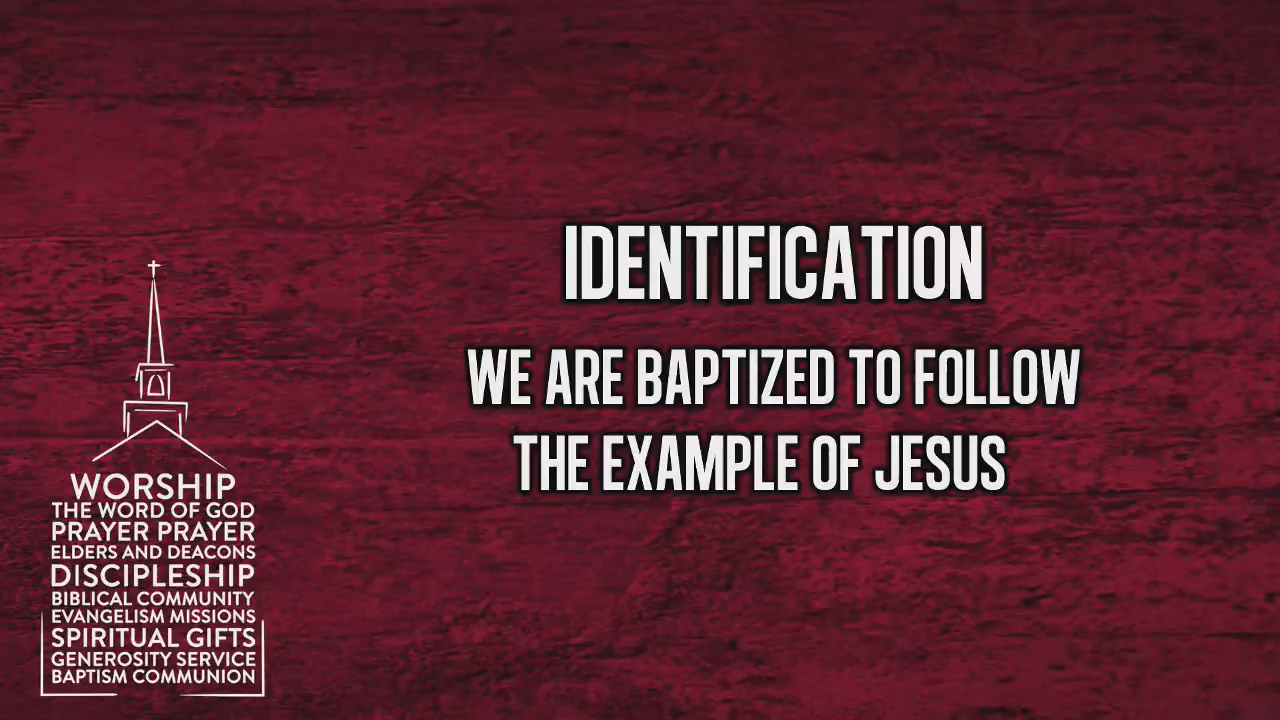 IDENTIFICATION
WE ARE BAPTIZED TO FOLLOW
THE EXAMPLE OF JESUS
WORSHIP
THE WORD OF GOD
PRAYER PRAYER
ELDERS AND DEACONS
DISCIPLESHIP
BIBLICAL COMMUNITY
EVANGELISM MISSIONS
SPIRITUAL GIFTS
GENEROSITY SERVICE
BAPTISM COMMUNION